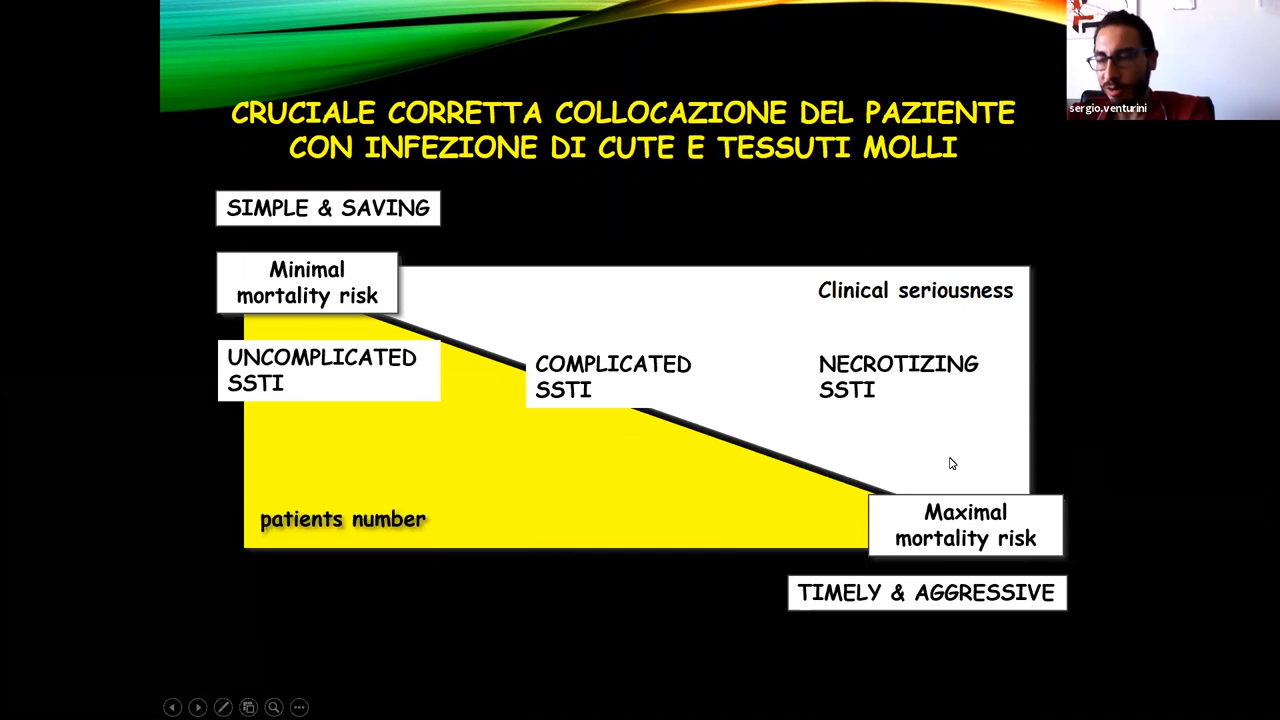 CRUCIALE CORRETTA COLLOCAZIONE DEL PAZIENTE
CON INFEZIONE DI CUTE E TESSUTI MOLLI
sergio.venturini
SIMPLE & SAVING
Minimal
mortality risk
Clinical seriousness
UNCOMPLICATED
SSTI
COMPLICATED
SSTI
NECROTIZING
SSTI
patients number
Maximal
mortality risk
TIMELY & AGGRESSIVE